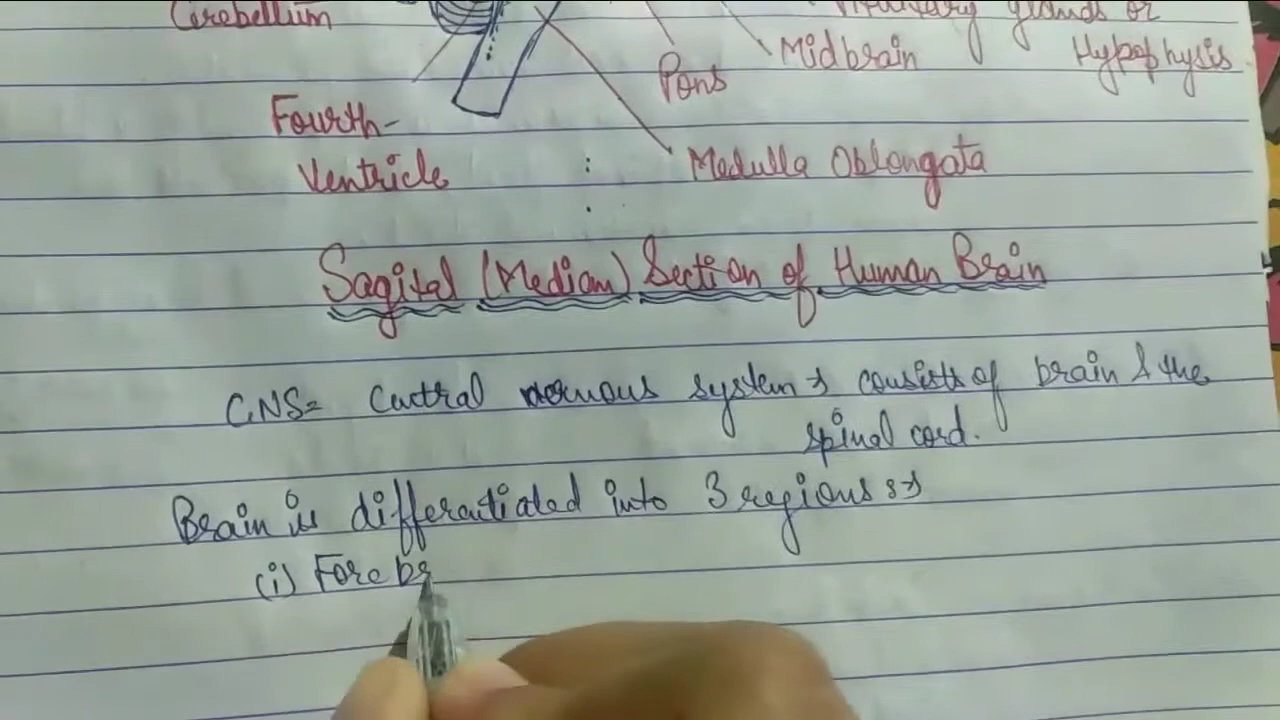 Cerebellum
Pituitary glands or
Hypophysis
Midbrain
Pons
Fourth-
Ventricle
Medulla Oblongata
Sagital (Median) Section of Human Brain
CNS= Central nervous system → consists of brain & the
spinal cord.
Brain is differentiated into 3 regions :→
(i) Fore br